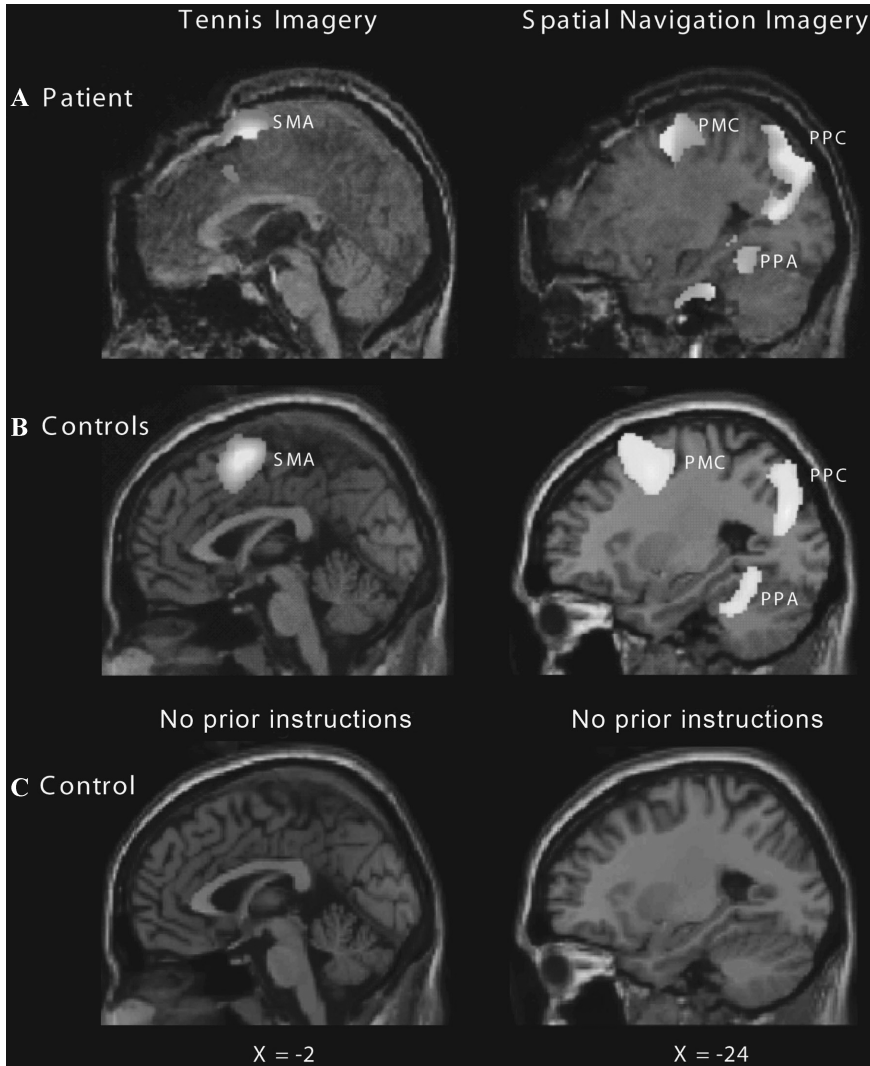 Tennis Imagery
Spatial Navigation Imagery
A Patient
SMA
PMC
PPC
PPA
B Controls
SMA
PMC
PPC
PPA
No prior instructions
No prior instructions
C Control
X = -2
X = -24